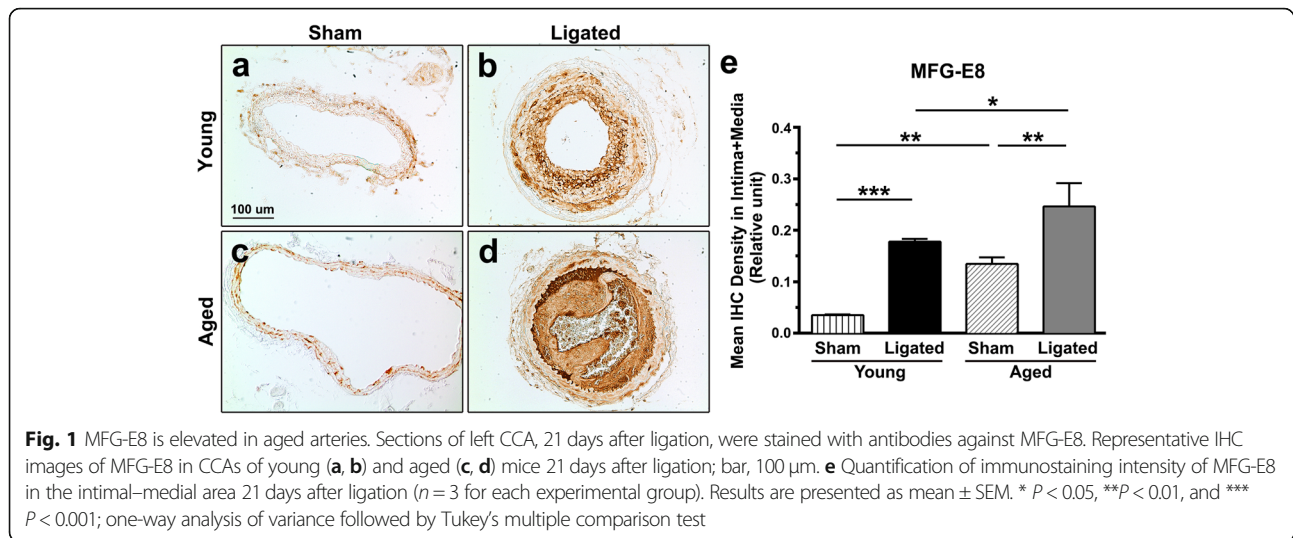 Sham
Ligated
Young
Aged
a
b
c
d
100 um
e
MFG-E8
Mean IHC Density in Intima+Media
(Relative unit)
0.4
0.3
0.2
0.1
0.0
***
**
*
**
Sham
Ligated
Sham
Ligated
Young
Aged
Fig. 1 MFG-E8 is elevated in aged arteries. Sections of left CCA, 21 days after ligation, were stained with antibodies against MFG-E8. Representative IHC
images of MFG-E8 in CCAs of young (a, b) and aged (c, d) mice 21 days after ligation; bar, 100 μm. e Quantification of immunostaining intensity of MFG-E8
in the intimal–medial area 21 days after ligation (n = 3 for each experimental group). Results are presented as mean ± SEM. * P < 0.05, **P < 0.01, and ***
P < 0.001; one-way analysis of variance followed by Tukey's multiple comparison test